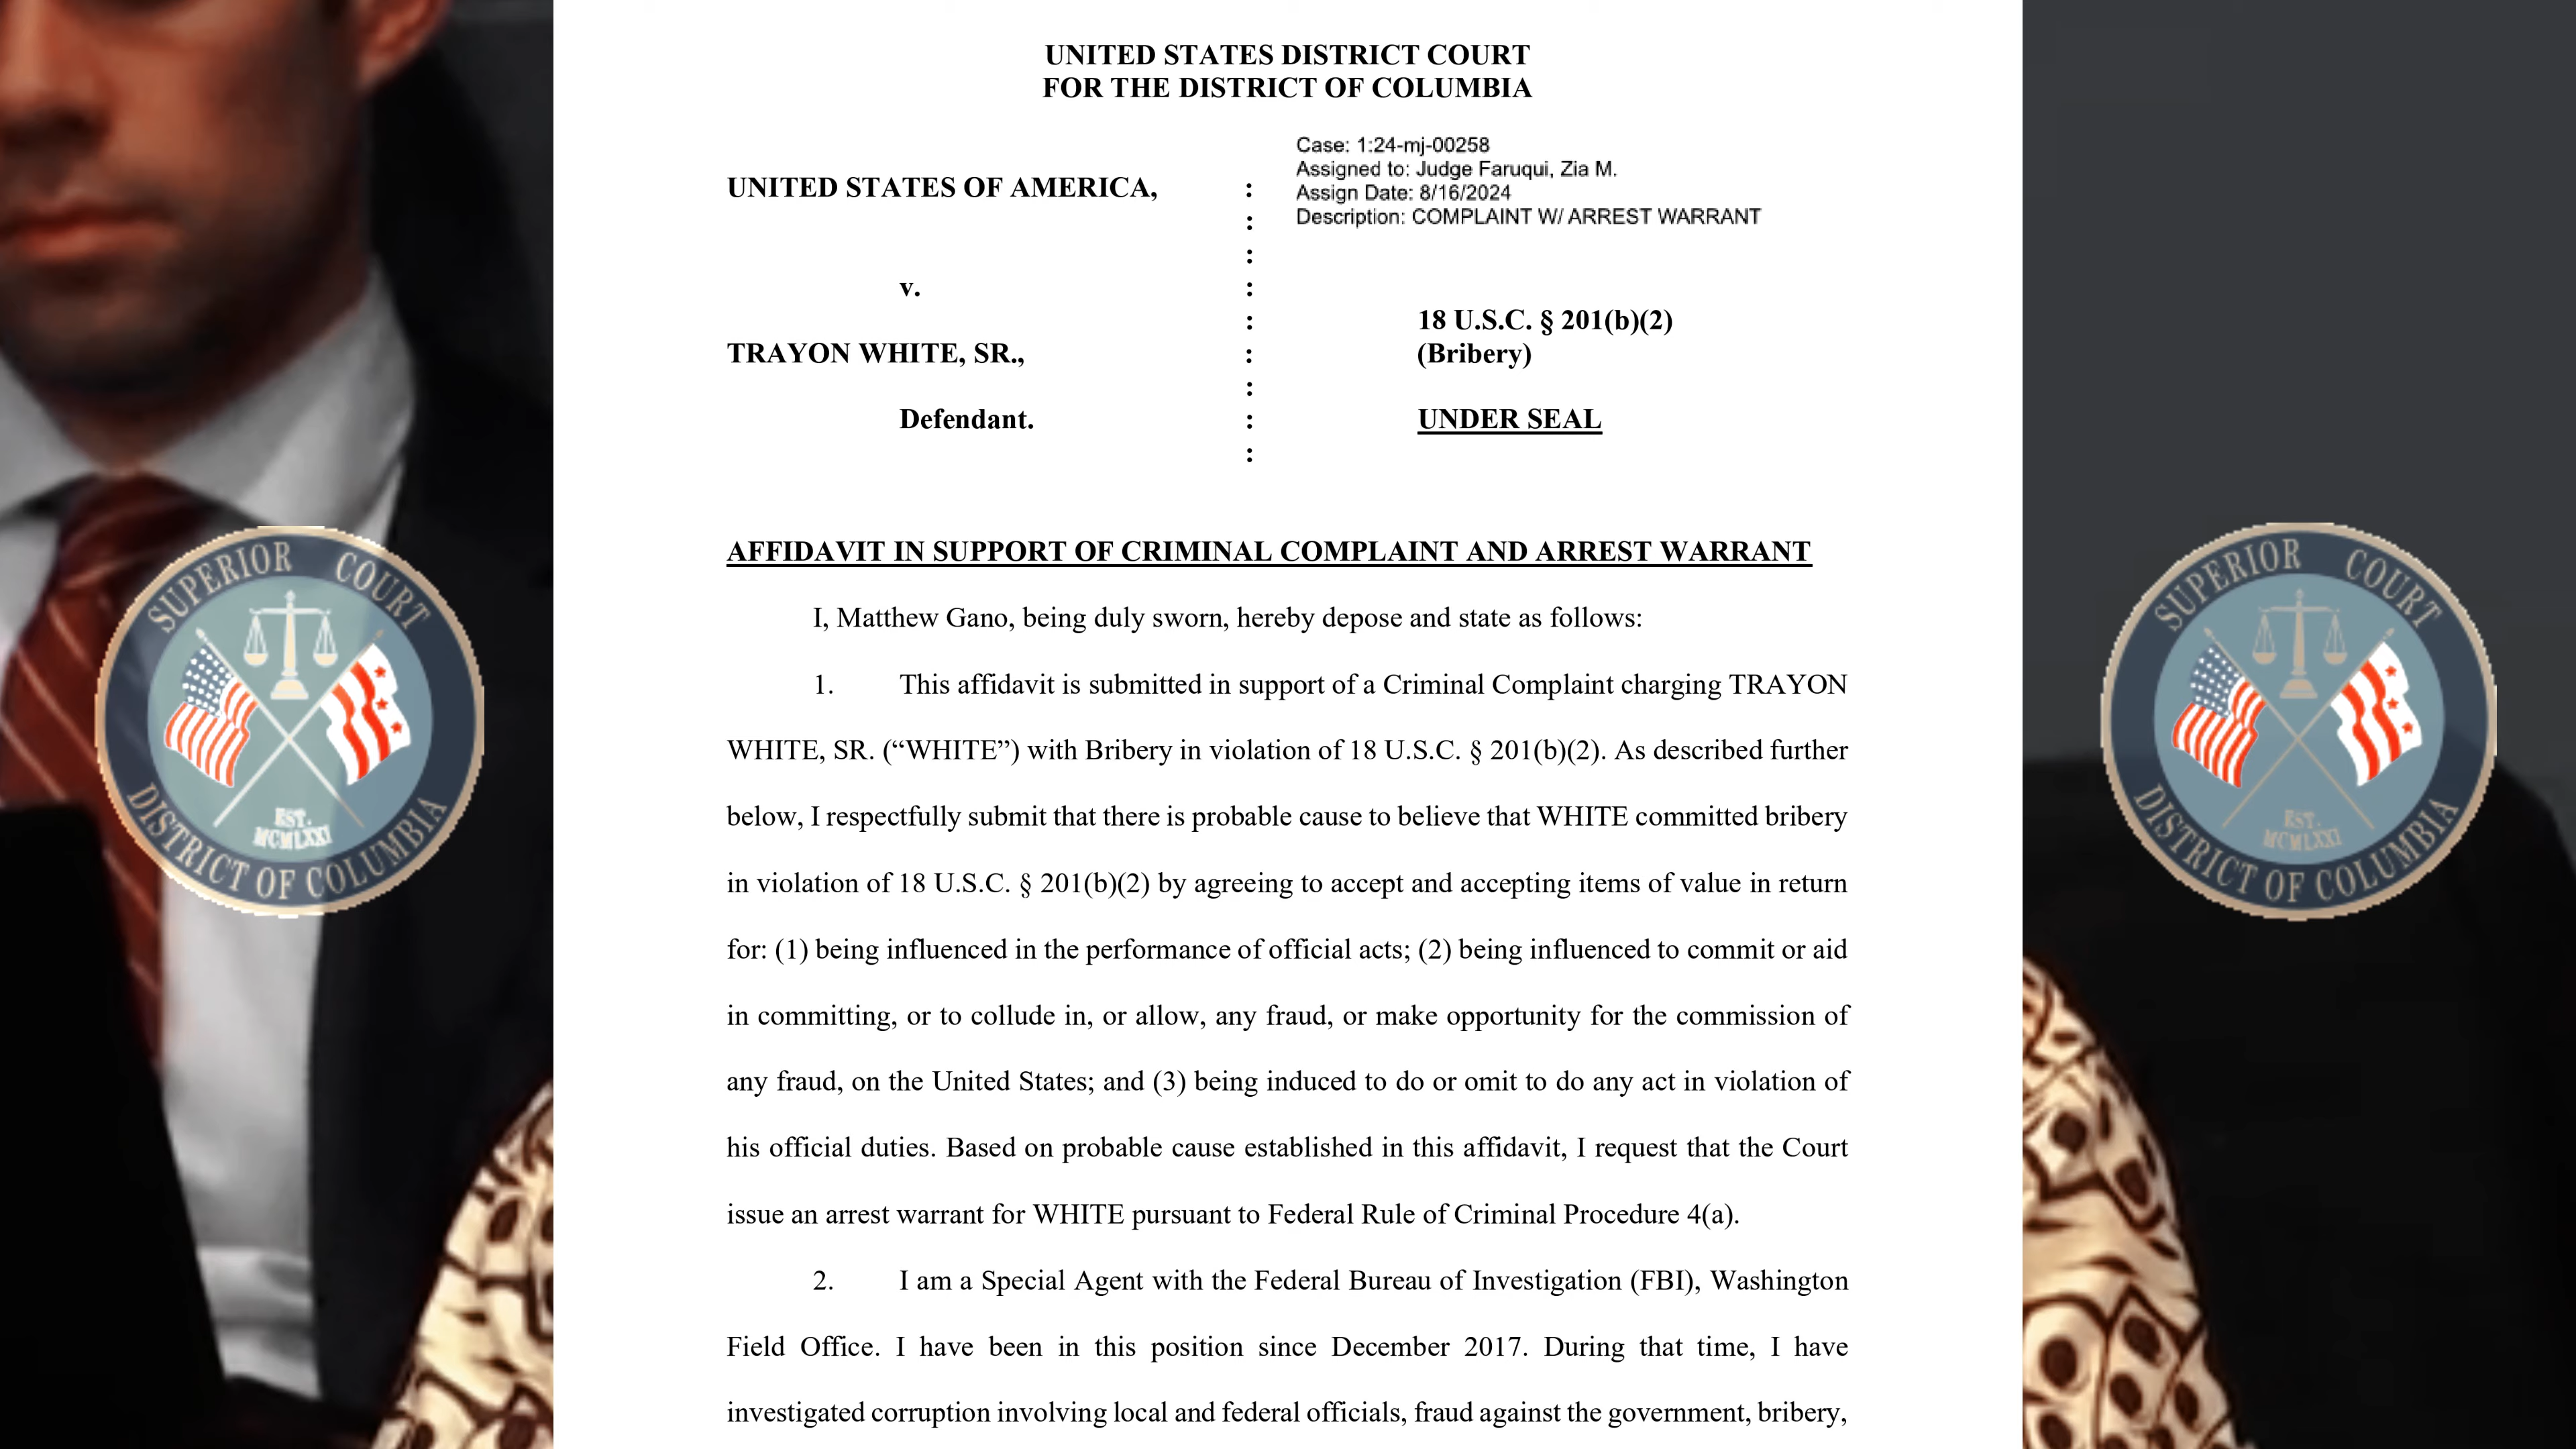 UNITED STATES DISTRICT COURT
FOR THE DISTRICT OF COLUMBIA
Case: 1:24-mj-00258
Assigned to: Judge Faruqui, Zia M.
Assign Date: 8/16/2024
Description: COMPLAINT W/ ARREST WARRANT
UNITED STATES OF AMERICA, :
:
:
v. :
: 18 U.S.C. § 201(b)(2)
TRAYON WHITE, SR., : (Bribery)
:
Defendant. : UNDER SEAL
:
AFFIDAVIT IN SUPPORT OF CRIMINAL COMPLAINT AND ARREST WARRANT
I, Matthew Gano, being duly sworn, hereby depose and state as follows:
1. This affidavit is submitted in support of a Criminal Complaint charging TRAYON
WHITE, SR. (“WHITE”) with Bribery in violation of 18 U.S.C. § 201(b)(2). As described further
below, I respectfully submit that there is probable cause to believe that WHITE committed bribery
in violation of 18 U.S.C. § 201(b)(2) by agreeing to accept and accepting items of value in return
for: (1) being influenced in the performance of official acts; (2) being influenced to commit or aid
in committing, or to collude in, or allow, any fraud, or make opportunity for the commission of
any fraud, on the United States; and (3) being induced to do or omit to do any act in violation of
his official duties. Based on probable cause established in this affidavit, I request that the Court
issue an arrest warrant for WHITE pursuant to Federal Rule of Criminal Procedure 4(a).
2. I am a Special Agent with the Federal Bureau of Investigation (FBI), Washington
Field Office. I have been in this position since December 2017. During that time, I have
investigated corruption involving local and federal officials, fraud against the government, bribery,
SUPERIOR COURT
EST.
MCMLXXI
DISTRICT OF COLUMBIA
SUPERIOR COURT
EST.
MCMLXXI
DISTRICT OF COLUMBIA